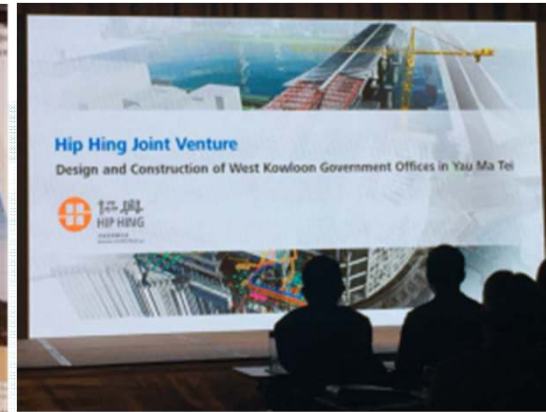 Hip Hing Joint Venture
Design and Construction of West Kowloon Government Offices in Yau Ma Tei
HIP HING